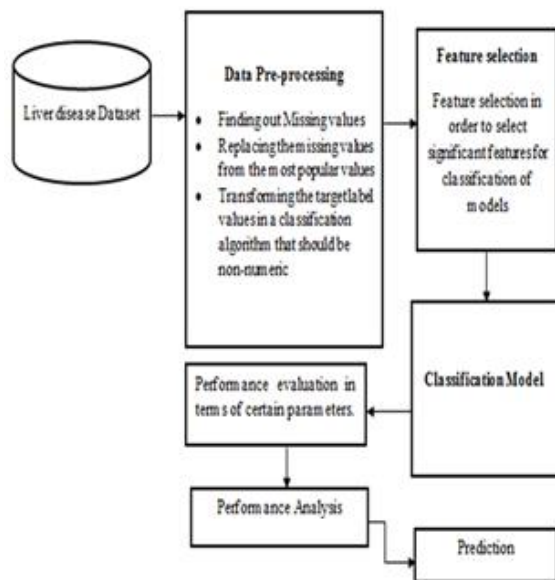 Liver disease Dataset
Data Pre-processing
● Finding out Missing values
● Replacing the missing values
from the most popular values
● Transforming the target label
values in a classification
algorithm that should be
non-numeric
Feature selection
Feature selection in
order to select
significant features for
classification of
models
Classification Model
Performance evaluation in
terms of certain parameters.
Performance Analysis
Prediction